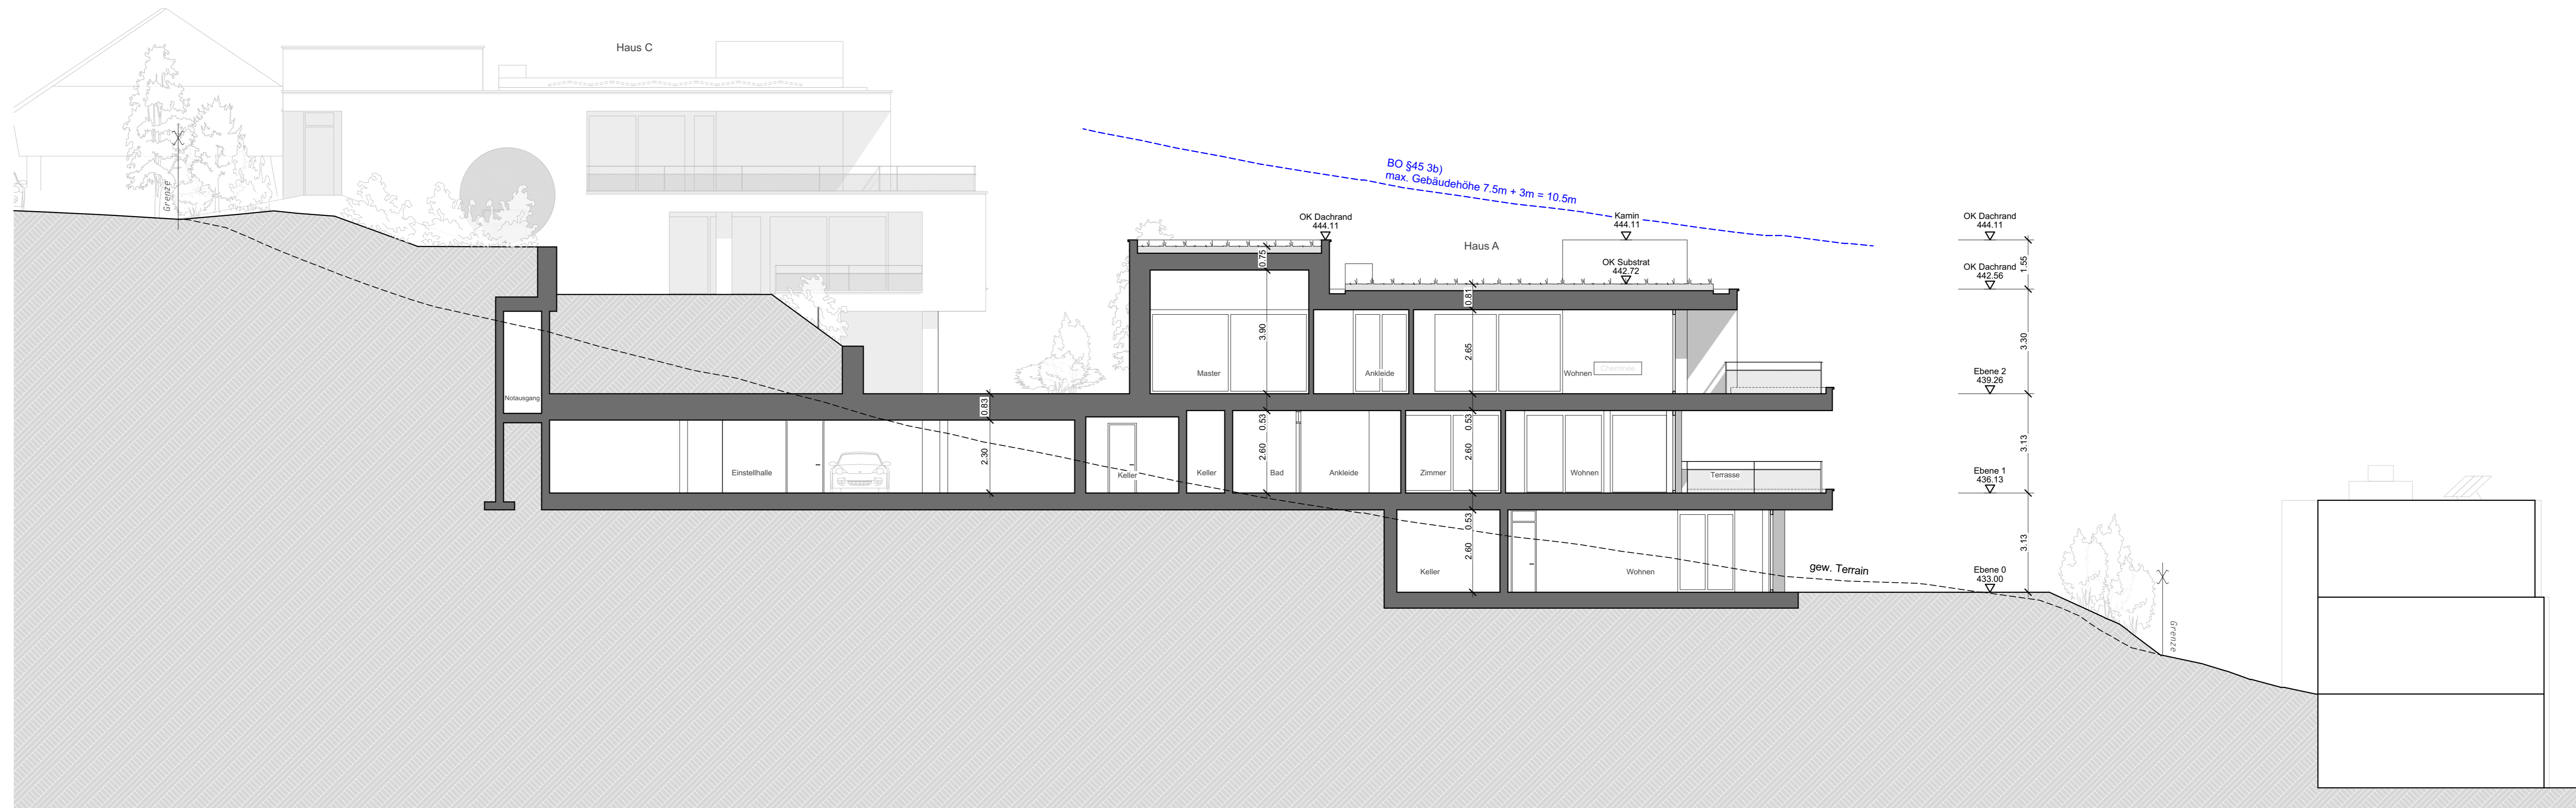 Haus C
Grenze
BO §45 3b)
max. Gebäudehöhe 7.5m + 3m = 10.5m
OK Dachrand
444.11
Kamin
444.11
OK Dachrand
444.11
Haus A
0.75
OK Substrat
442.72
1.55
OK Dachrand
442.56
0.81
3.90
2.65
3.30
Master
Ankleide
Wohnen
Cheminée
Ebene 2
439.26
Notausgang
0.83
0.53
0.53
2.30
2.60
2.60
3.13
Einstellhalle
Keller
Keller
Bad
Ankleide
Zimmer
Wohnen
Terrasse
Ebene 1
436.13
0.53
2.60
3.13
Keller
Wohnen
gew. Terrain
Ebene 0
433.00
Grenze